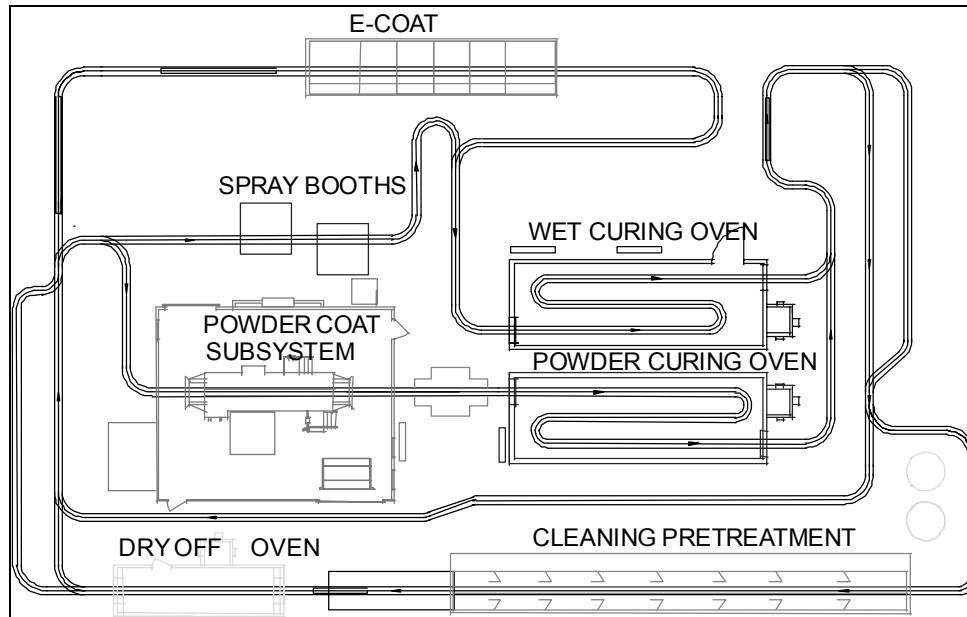 E-COAT
SPRAY BOOTHS
WET CURING OVEN
POWDER COAT
SUBSYSTEM
POWDER CURING OVEN
DRY OFF OVEN
CLEANING PRETREATMENT